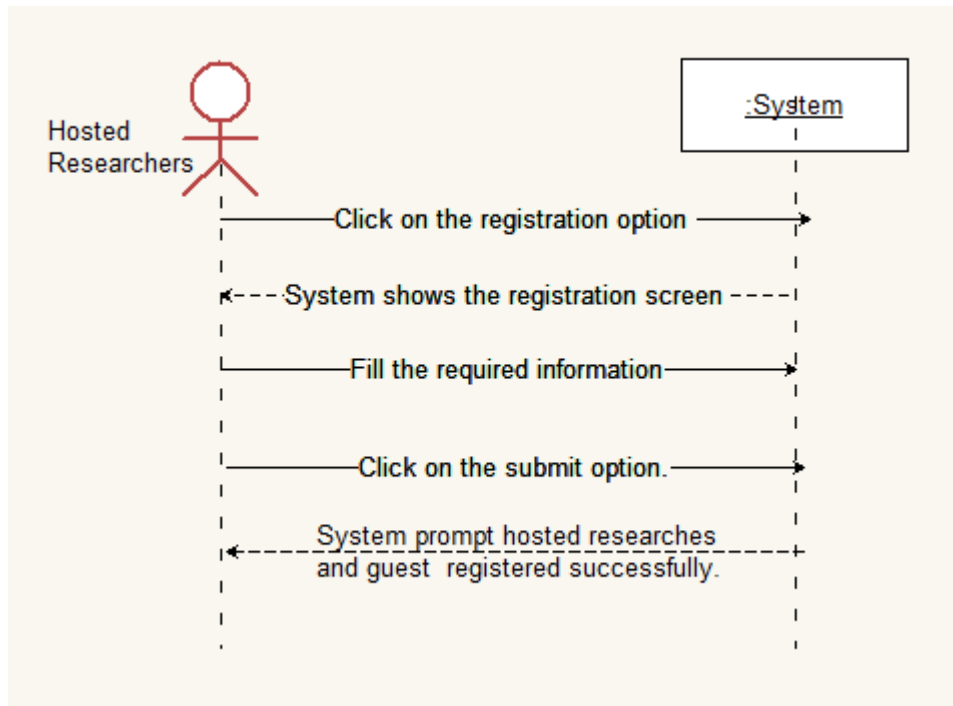 Hosted
Researchers
:System
Click on the registration option
System shows the registration screen
Fill the required information
Click on the submit option.
System prompt hosted researches
and guest  registered successfully.